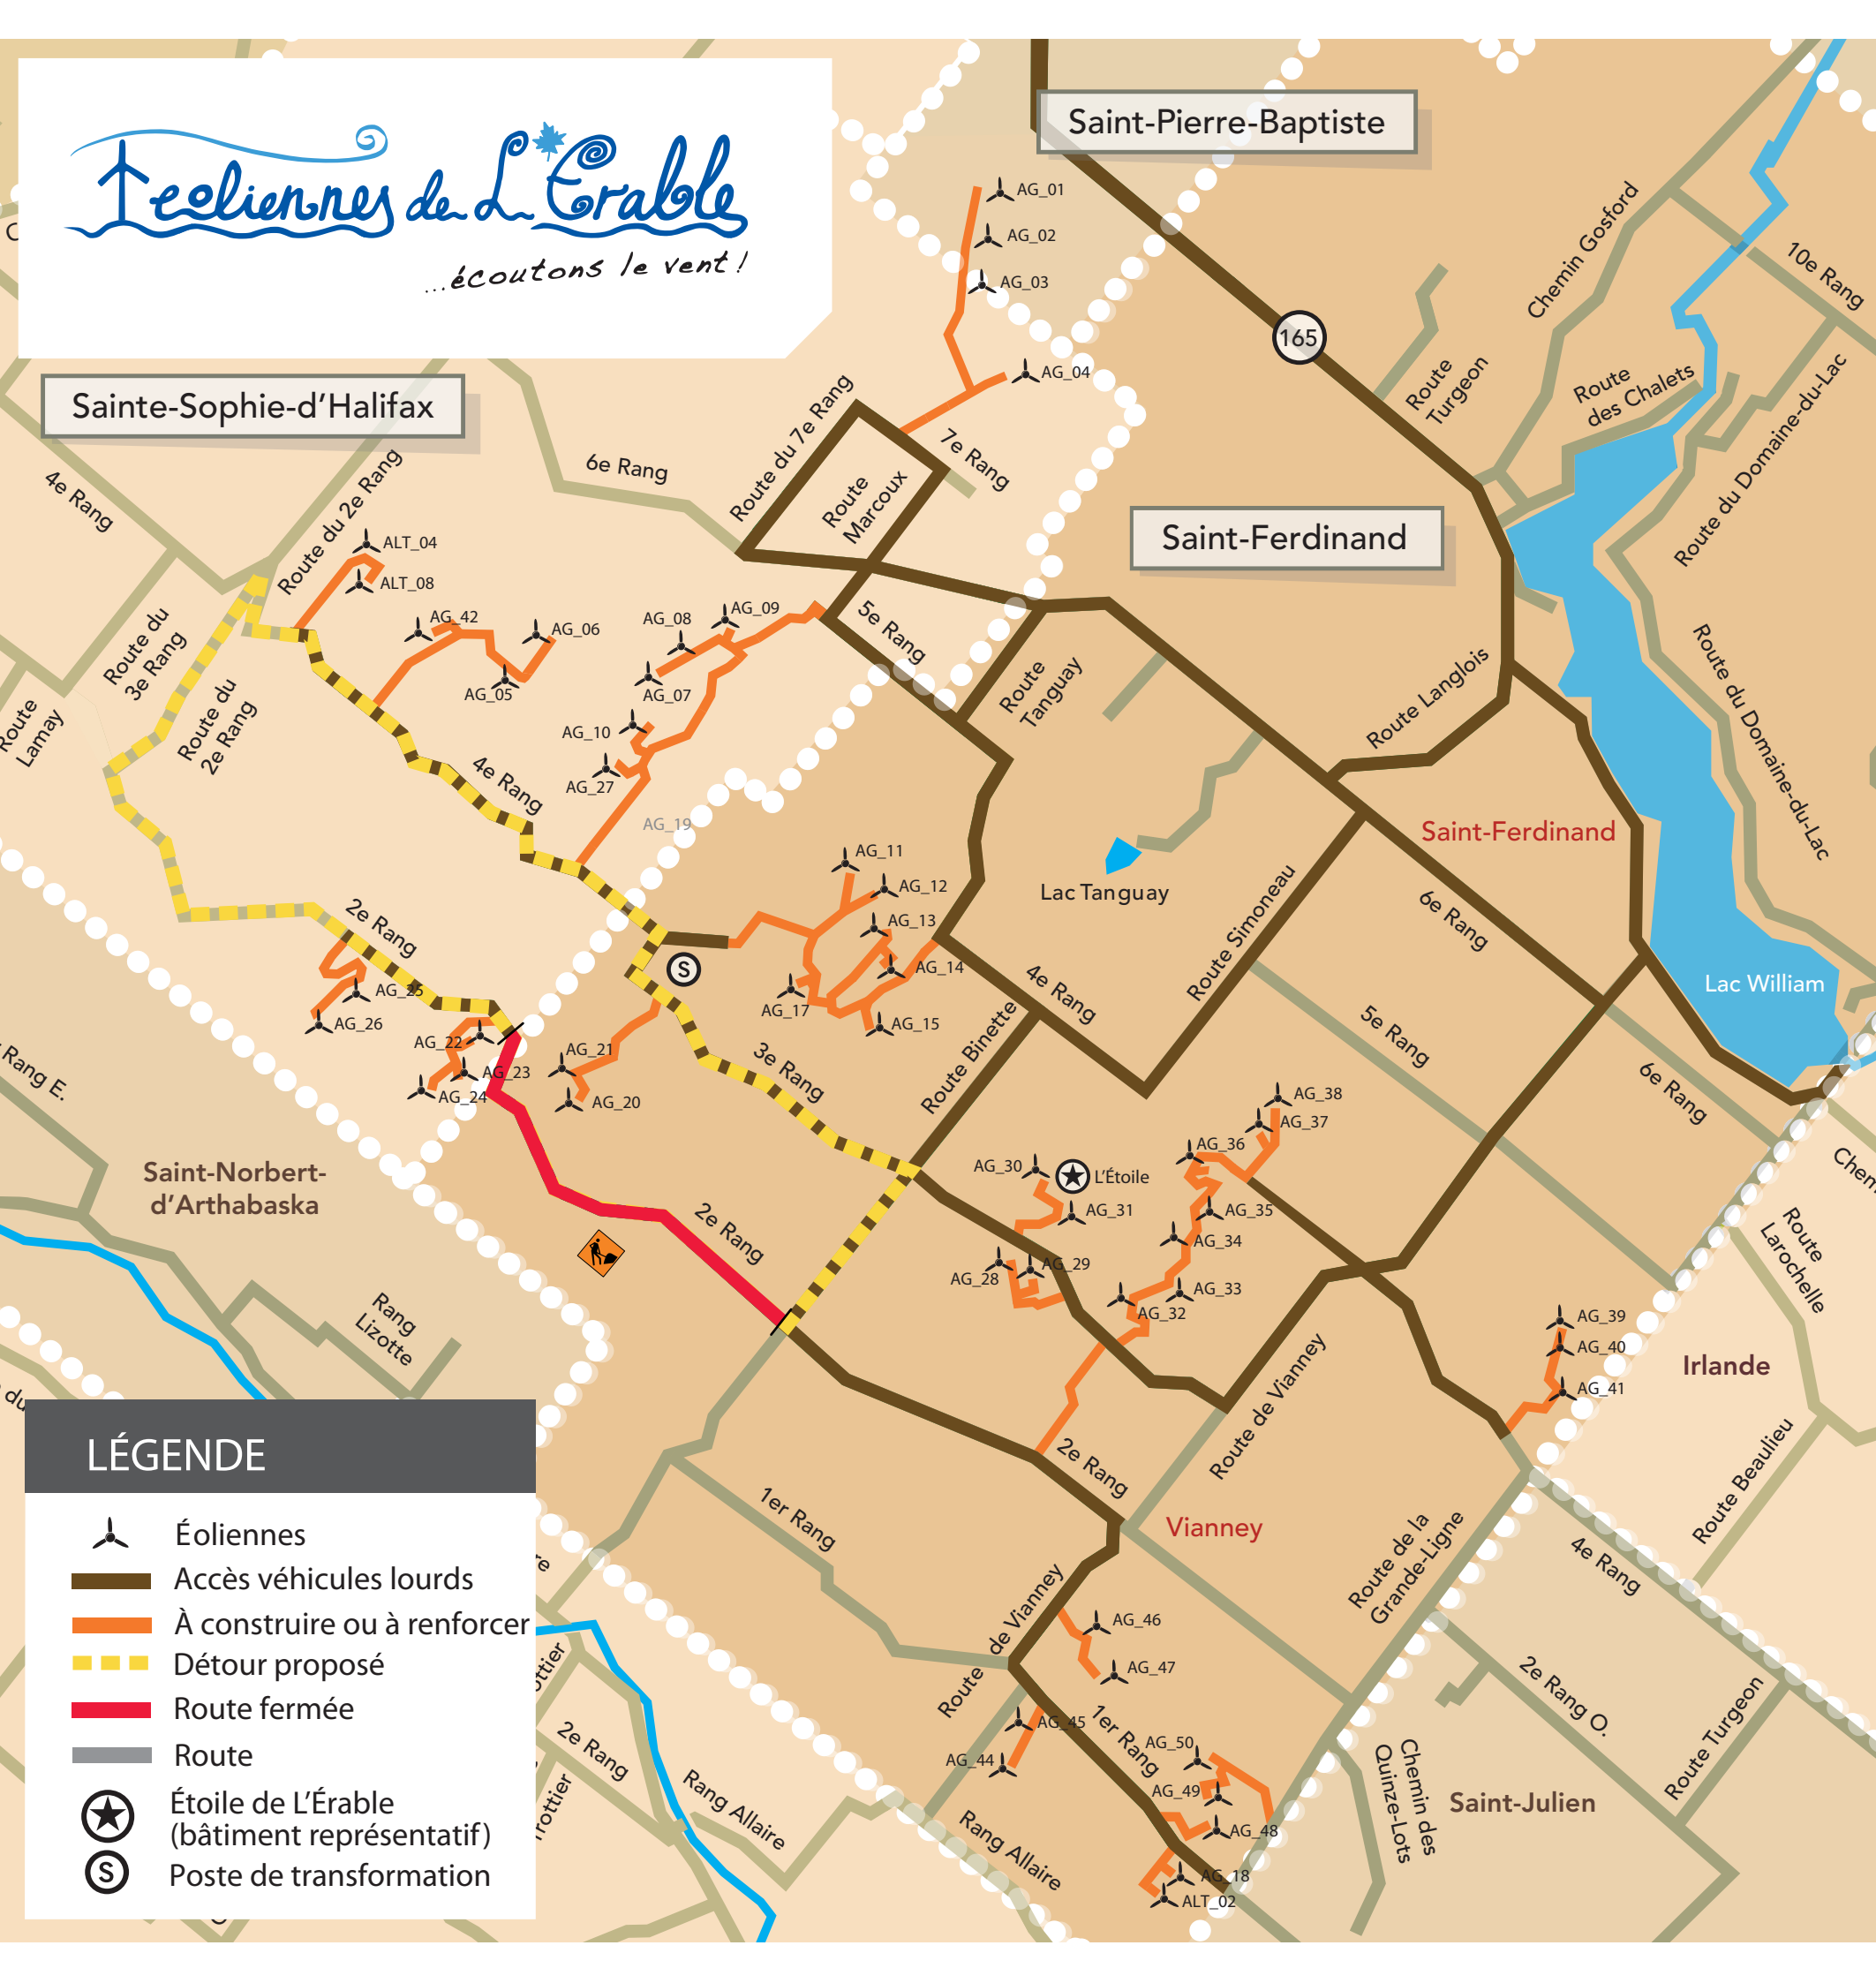 eoliennes de L'Érable
...écoutons le vent!
Saint-Pierre-Baptiste
Sainte-Sophie-d'Halifax
Saint-Ferdinand
165
AG_01
AG_02
AG_03
AG_04
Chemin Gosford
10e Rang
Route
Turgeon
Route
des Chalets
Route du Domaine-du-Lac
Route du Domaine-du-Lac
4e Rang
Route du 2e Rang
6e Rang
Route du 7e Rang
Route
Marcoux
7e Rang
ALT_04
ALT_08
AG_42
AG_06
AG_05
AG_08
AG_09
AG_07
AG_10
AG_27
AG_19
5e Rang
Route
Tanguay
Route Langlois
Route du
3e Rang
Route du
2e Rang
Route
Lamay
4e Rang
Saint-Ferdinand
Lac Tanguay
Route Simoneau
6e Rang
Lac William
AG_11
AG_12
AG_13
AG_14
AG_17
AG_15
S
2e Rang
AG_25
AG_26
AG_22
AG_23
AG_24
AG_21
AG_20
3e Rang
Route Binette
4e Rang
5e Rang
6e Rang
Rang E.
Saint-Norbert-
d'Arthabaska
AG_38
AG_37
AG_36
AG_35
AG_34
AG_33
AG_32
AG_30
L'Étoile
AG_31
AG_28
AG_29
2e Rang
Rang
Lizotte
Route
Larochelle
AG_39
AG_40
AG_41
Irlande
Route de Vianney
2e Rang
Vianney
Route Beaulieu
1er Rang
Route de la
Grande-Ligne
4e Rang
Route de Vianney
AG_46
AG_47
AG_45
AG_44
1er Rang
AG_50
AG_49
AG_48
AG_18
ALT_02
2e Rang O.
Route Turgeon
Chemin des
Quinze-Lots
Saint-Julien
2e Rang
Rang Allaire
Rang Allaire
LÉGENDE
Éoliennes
Accès véhicules lourds
À construire ou à renforcer
Détour proposé
Route fermée
Route
Étoile de L'Érable
(bâtiment représentatif)
S
Poste de transformation